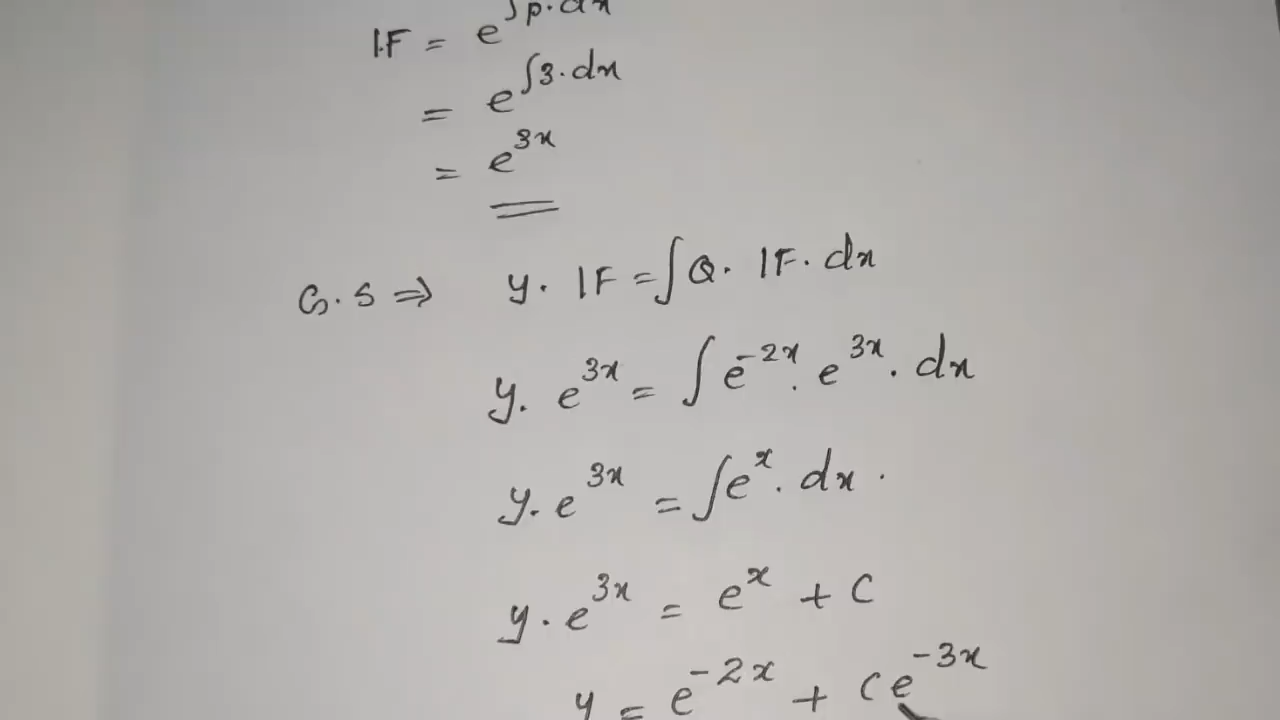 I.F = e^∫p.dx
= e^∫3.dx
= e^3x
G.S ⇒ y. IF = ∫Q. IF. dx
y. e^3x = ∫e^-2x. e^3x. dx
y. e^3x = ∫e^x. dx.
y. e^3x = e^x + C
y = e^-2x + Ce^-3x